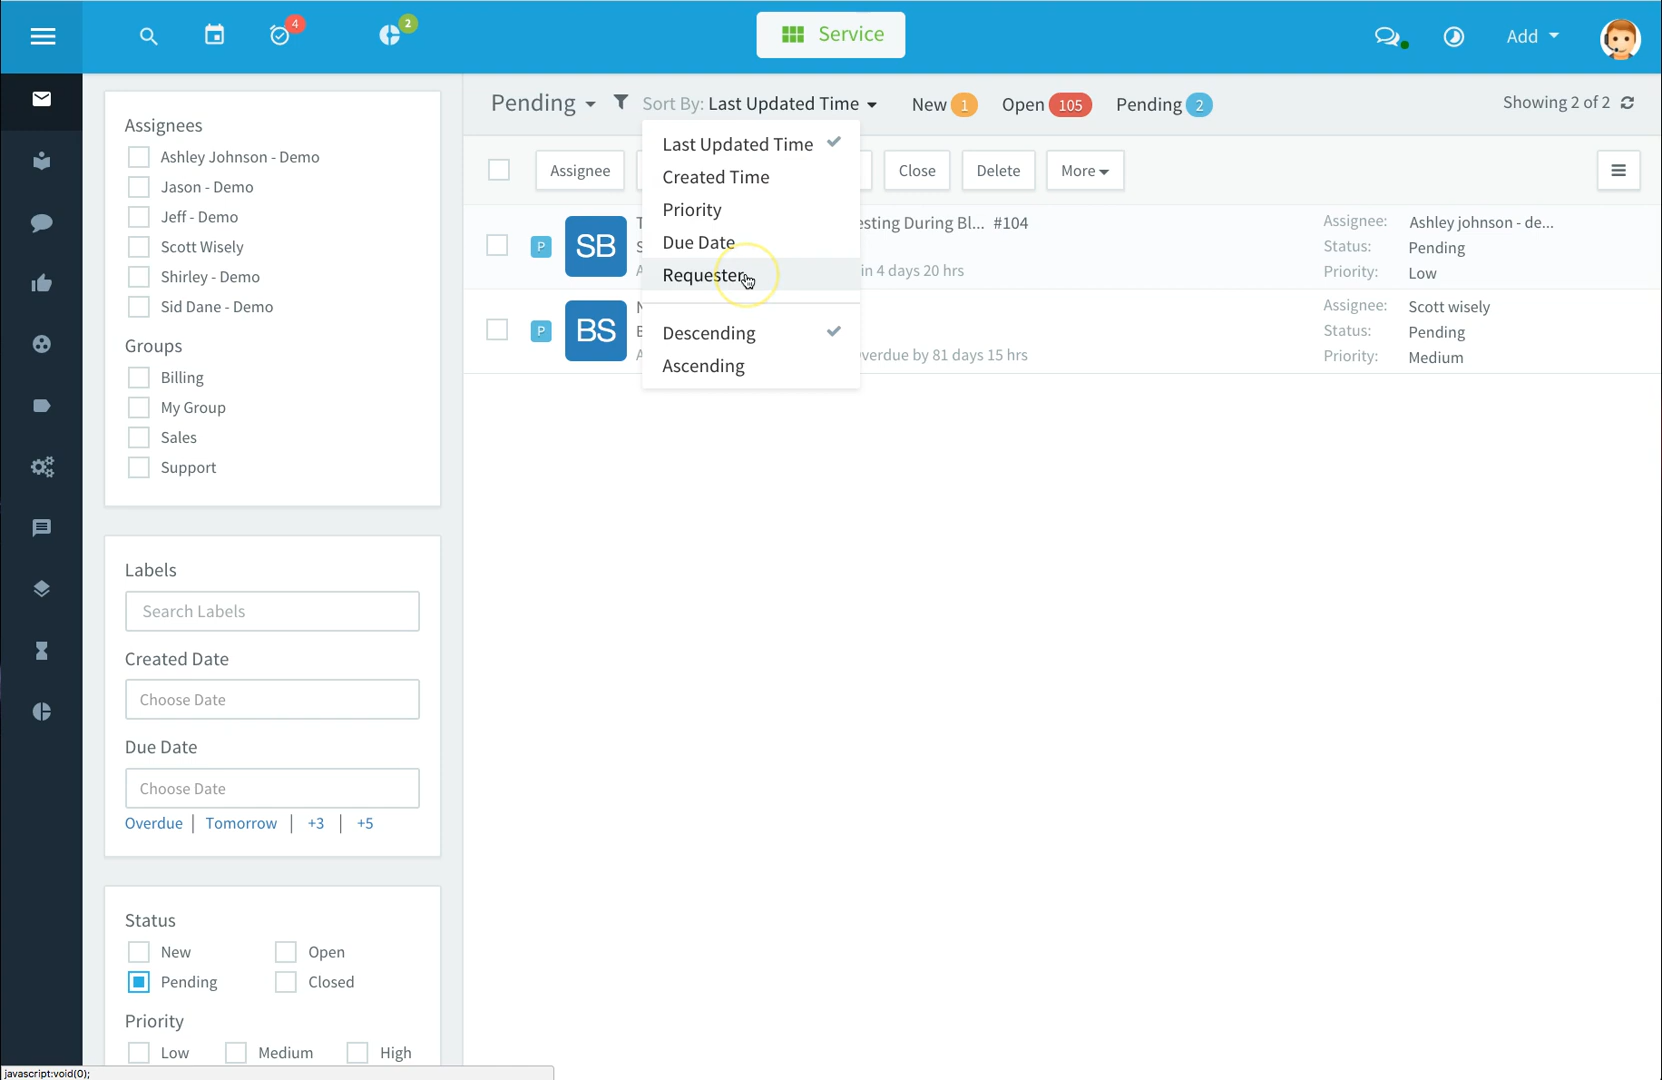 4
2
Service
Add
Assignees
Ashley Johnson - Demo
Jason - Demo
Jeff - Demo
Scott Wisely
Shirley - Demo
Sid Dane - Demo
Groups
Billing
My Group
Sales
Support
Labels
Search Labels
Created Date
Choose Date
Due Date
Choose Date
Overdue | Tomorrow | +3 | +5
Status
New Open
Pending Closed
Priority
Low Medium High
javascript:void(0);
Pending Sort By: Last Updated Time New 1 Open 105 Pending 2 Showing 2 of 2
Last Updated Time
Created Time
Priority
Due Date
Requester
Descending
Ascending
Assignee Close Delete More
P SB esting During Bl... #104
in 4 days 20 hrs
Assignee: Ashley johnson - de...
Status: Pending
Priority: Low
P BS
verdue by 81 days 15 hrs
Assignee: Scott wisely
Status: Pending
Priority: Medium